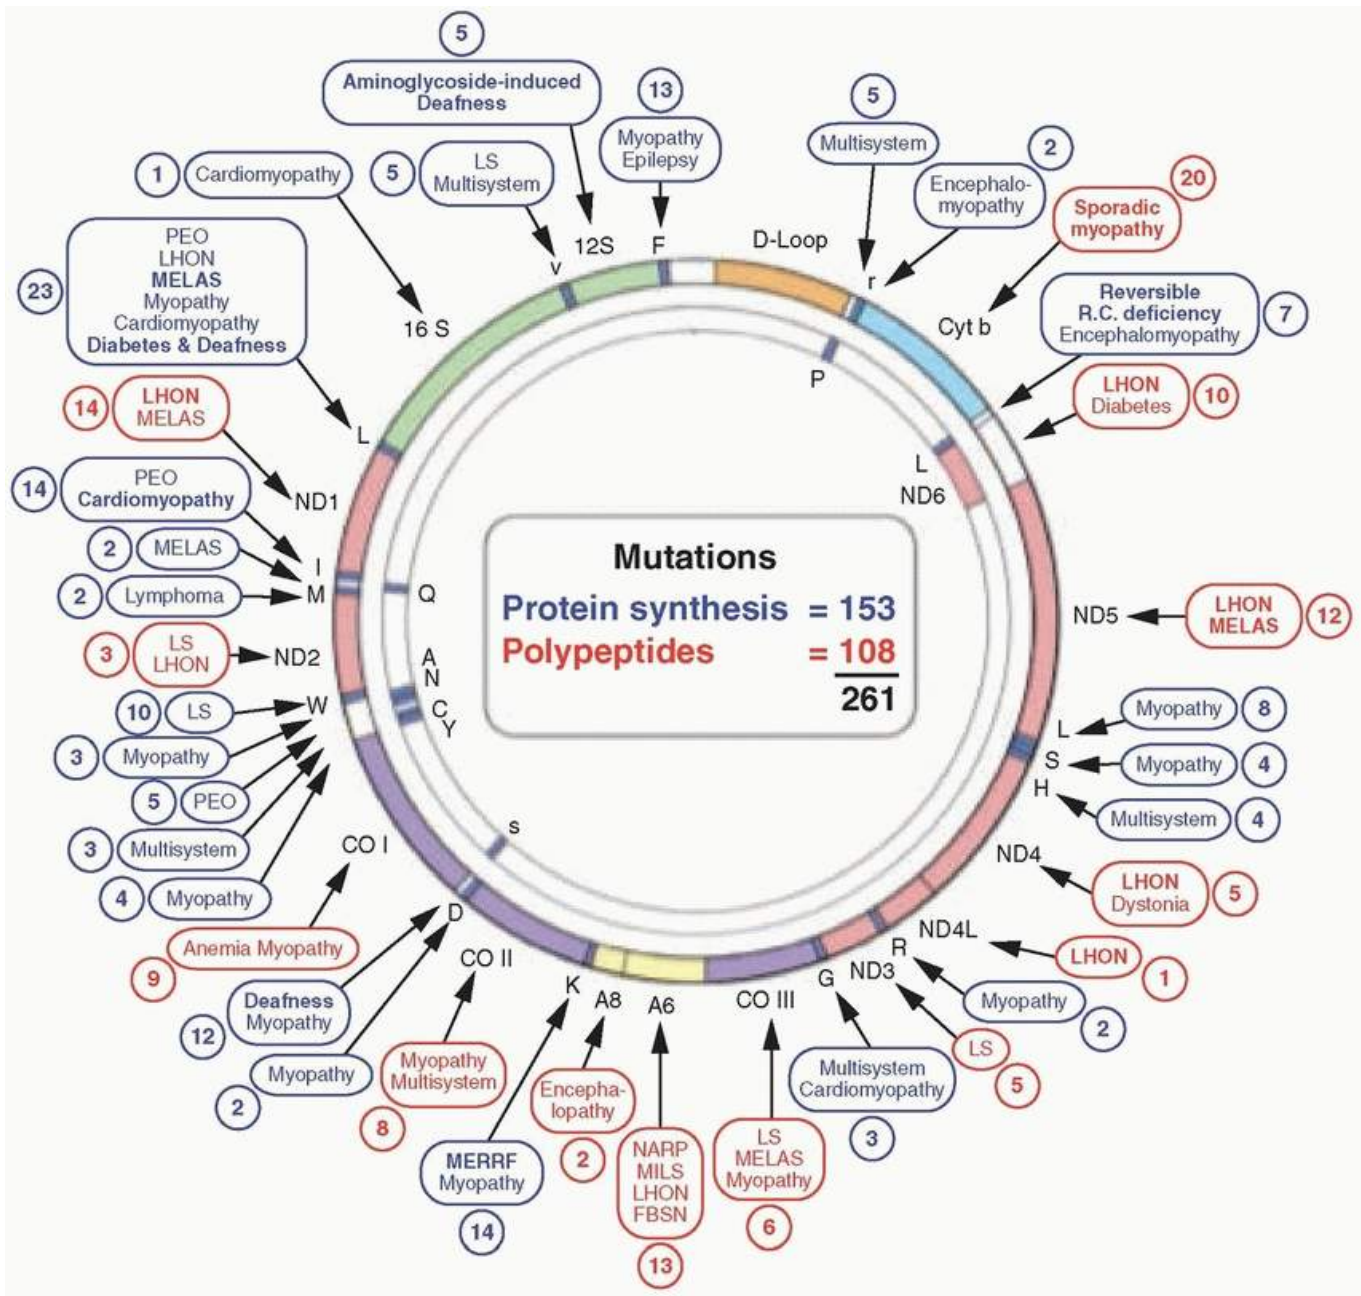 5
Aminoglycoside-induced
Deafness
13
Myopathy
Epilepsy
5
Multisystem
2
Encephalo-
myopathy
20
Sporadic
myopathy
1
Cardiomyopathy
5
LS
Multisystem
23
PEO
LHON
MELAS
Myopathy
Cardiomyopathy
Diabetes & Deafness
V
12S
F
D-Loop
r
16 S
Cyt b
Reversible
R.C. deficiency
Encephalomyopathy
7
P
14
LHON
MELAS
LHON
Diabetes
10
L
L
ND6
ND1
14
PEO
Cardiomyopathy
2
MELAS
I
2
Lymphoma
M
Q
Mutations
Protein synthesis = 153
Polypeptides = 108
261
ND5
LHON
MELAS
12
3
LS
LHON
ND2
A
N
C
Y
10
LS
W
3
Myopathy
5
PEO
3
Multisystem
4
Myopathy
L
Myopathy
8
S
Myopathy
4
H
Multisystem
4
s
CO I
ND4
LHON
Dystonia
5
9
Anemia Myopathy
D
CO II
K
A8
A6
CO III
G
ND3
R
ND4L
LHON
1
12
Deafness
Myopathy
Myopathy
2
2
Myopathy
8
Myopathy
Multisystem
LS
5
Multisystem
Cardiomyopathy
3
MERRF
Myopathy
14
Encepha-
lopathy
2
NARP
MILS
LHON
FBSN
13
LS
MELAS
Myopathy
6